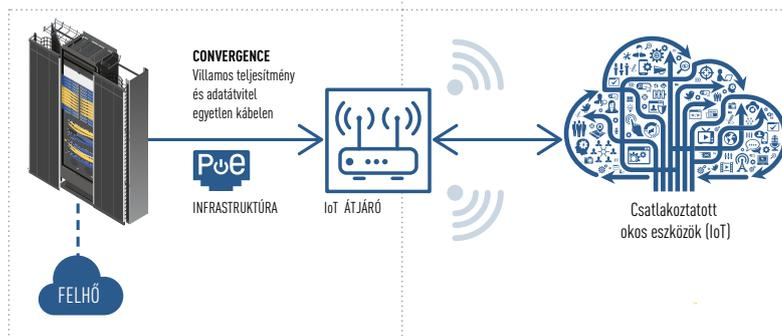 CONVERGENCE
Villamos teljesítmény
és adatátvitel
egyetlen kábelen
PoE
INFRASTRUKTÚRA
IoT ÁTJÁRÓ
Csatlakoztatott
okos eszközök (IoT)
FELHŐ